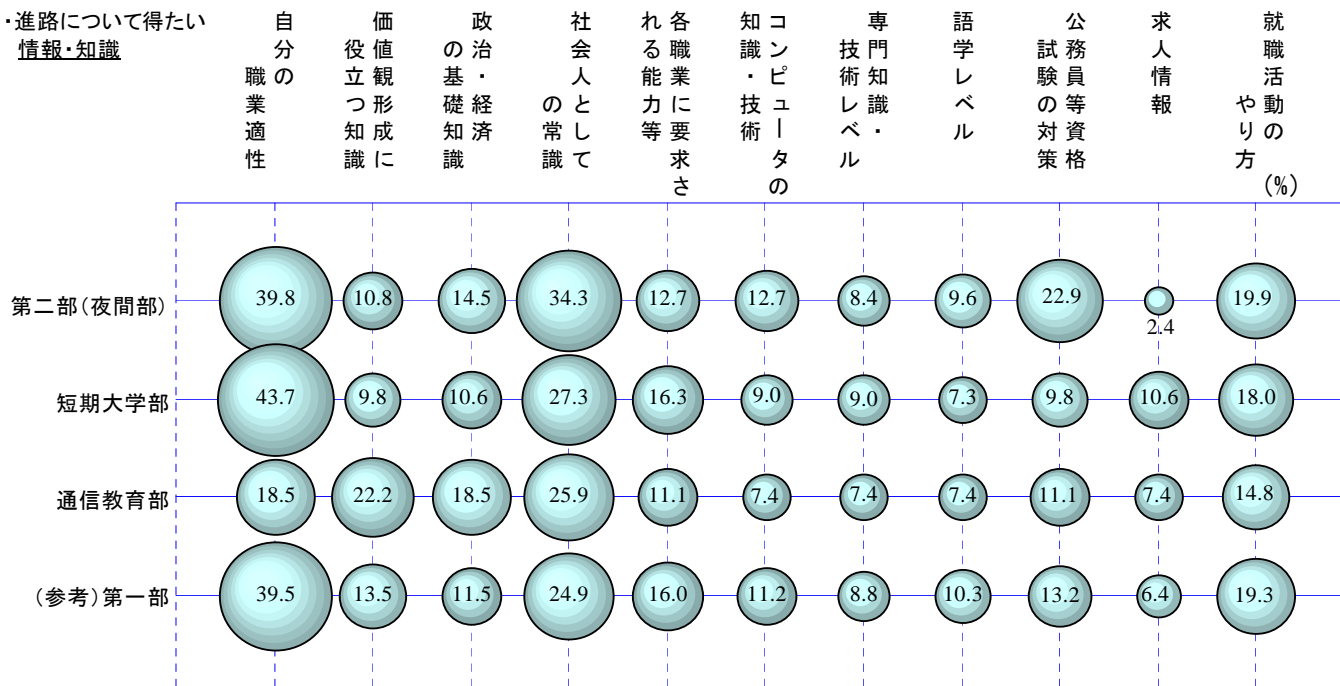 ・進路について得たい
情報・知識
自分の
職業適性
価値観形成に
役立つ知識
政治・経済
の基礎知識
社会人として
の常識
各職業に要求さ
れる能力等
コンピュータの
知識・技術
専門知識・
技術レベル
語学レベル
公務員等資格
試験の対策
求人情報
就職活動の
やり方
(%)
第二部(夜間部) 39.8 10.8 14.5 34.3 12.7 12.7 8.4 9.6 22.9 2.4 19.9
短期大学部 43.7 9.8 10.6 27.3 16.3 9.0 9.0 7.3 9.8 10.6 18.0
通信教育部 18.5 22.2 18.5 25.9 11.1 7.4 7.4 7.4 11.1 7.4 14.8
(参考)第一部 39.5 13.5 11.5 24.9 16.0 11.2 8.8 10.3 13.2 6.4 19.3